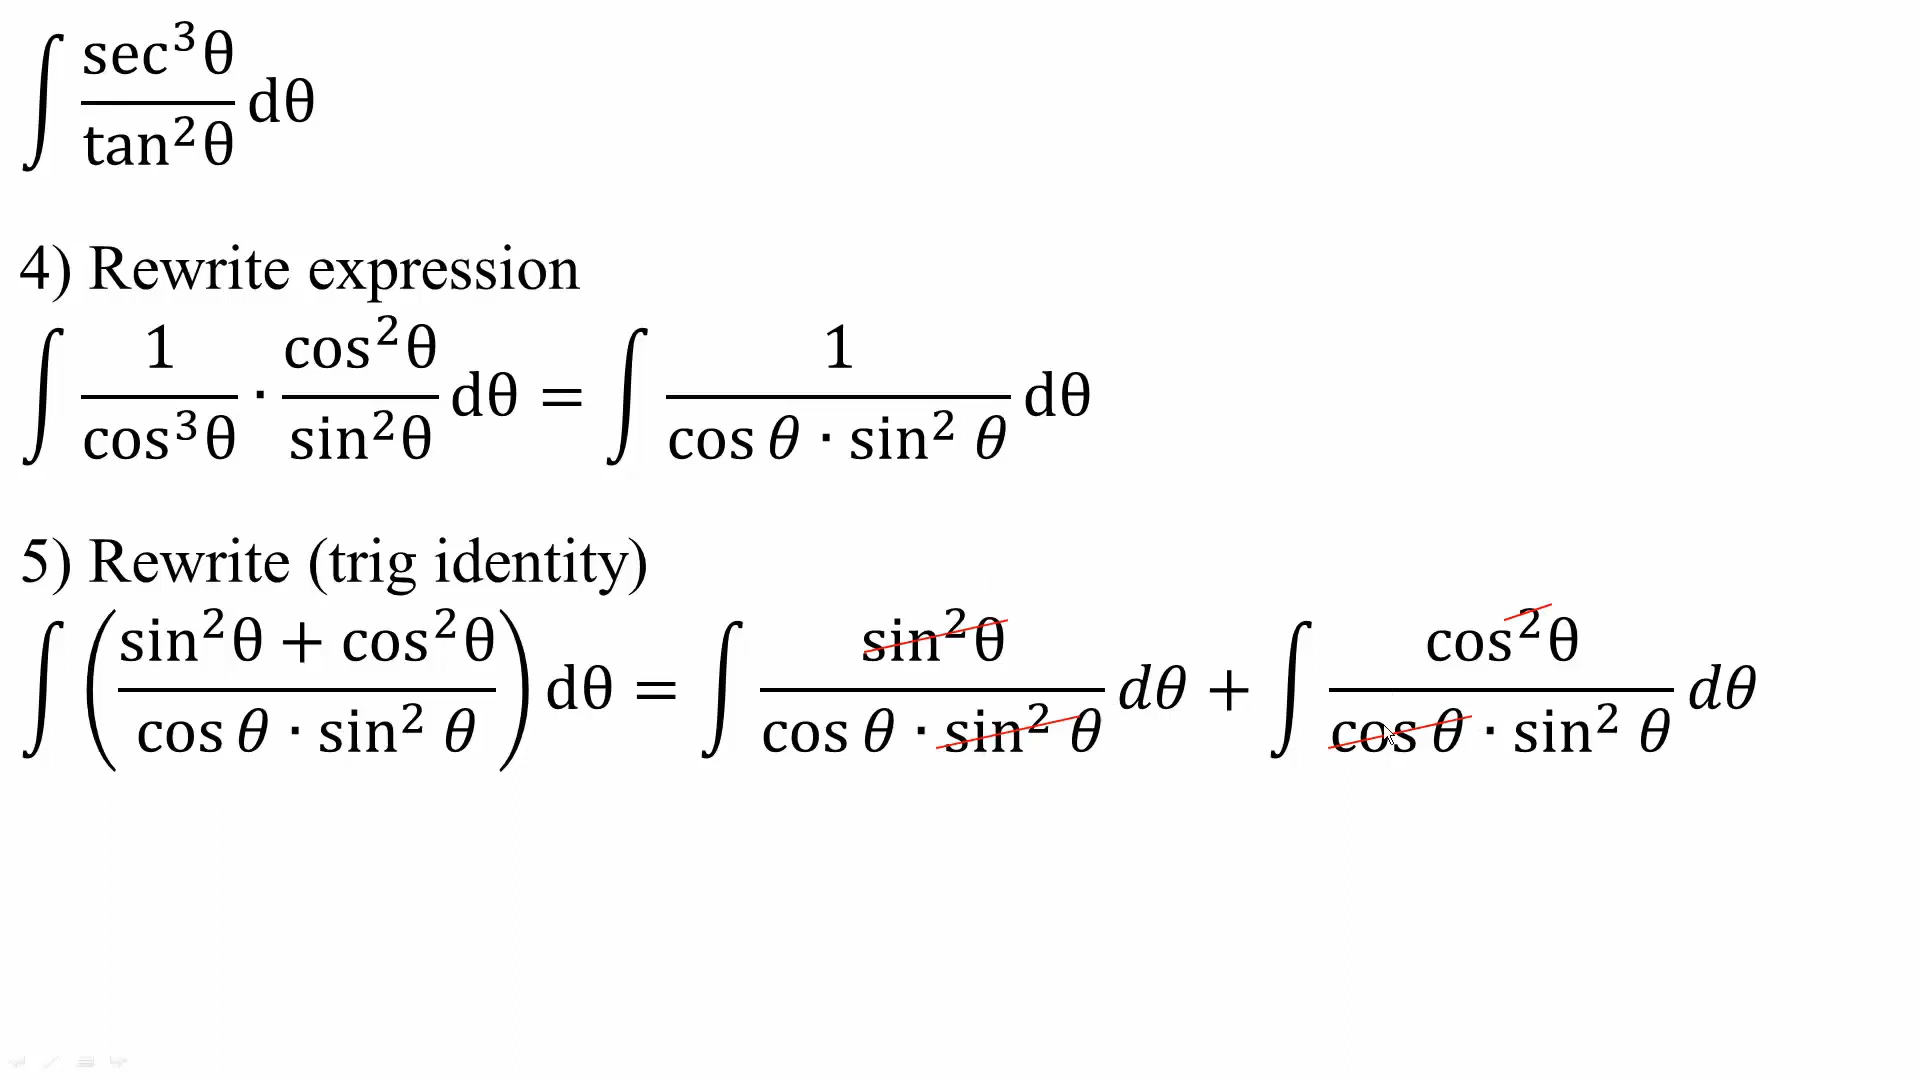 ∫ sec³θ / tan²θ dθ
4) Rewrite expression
∫ 1 / cos³θ · cos²θ / sin²θ dθ = ∫ 1 / (cos θ · sin² θ) dθ
5) Rewrite (trig identity)
∫ ((sin²θ + cos²θ) / (cos θ · sin² θ)) dθ = ∫ sin²θ / (cos θ · sin² θ) dθ + ∫ cos²θ / (cos θ · sin² θ) dθ